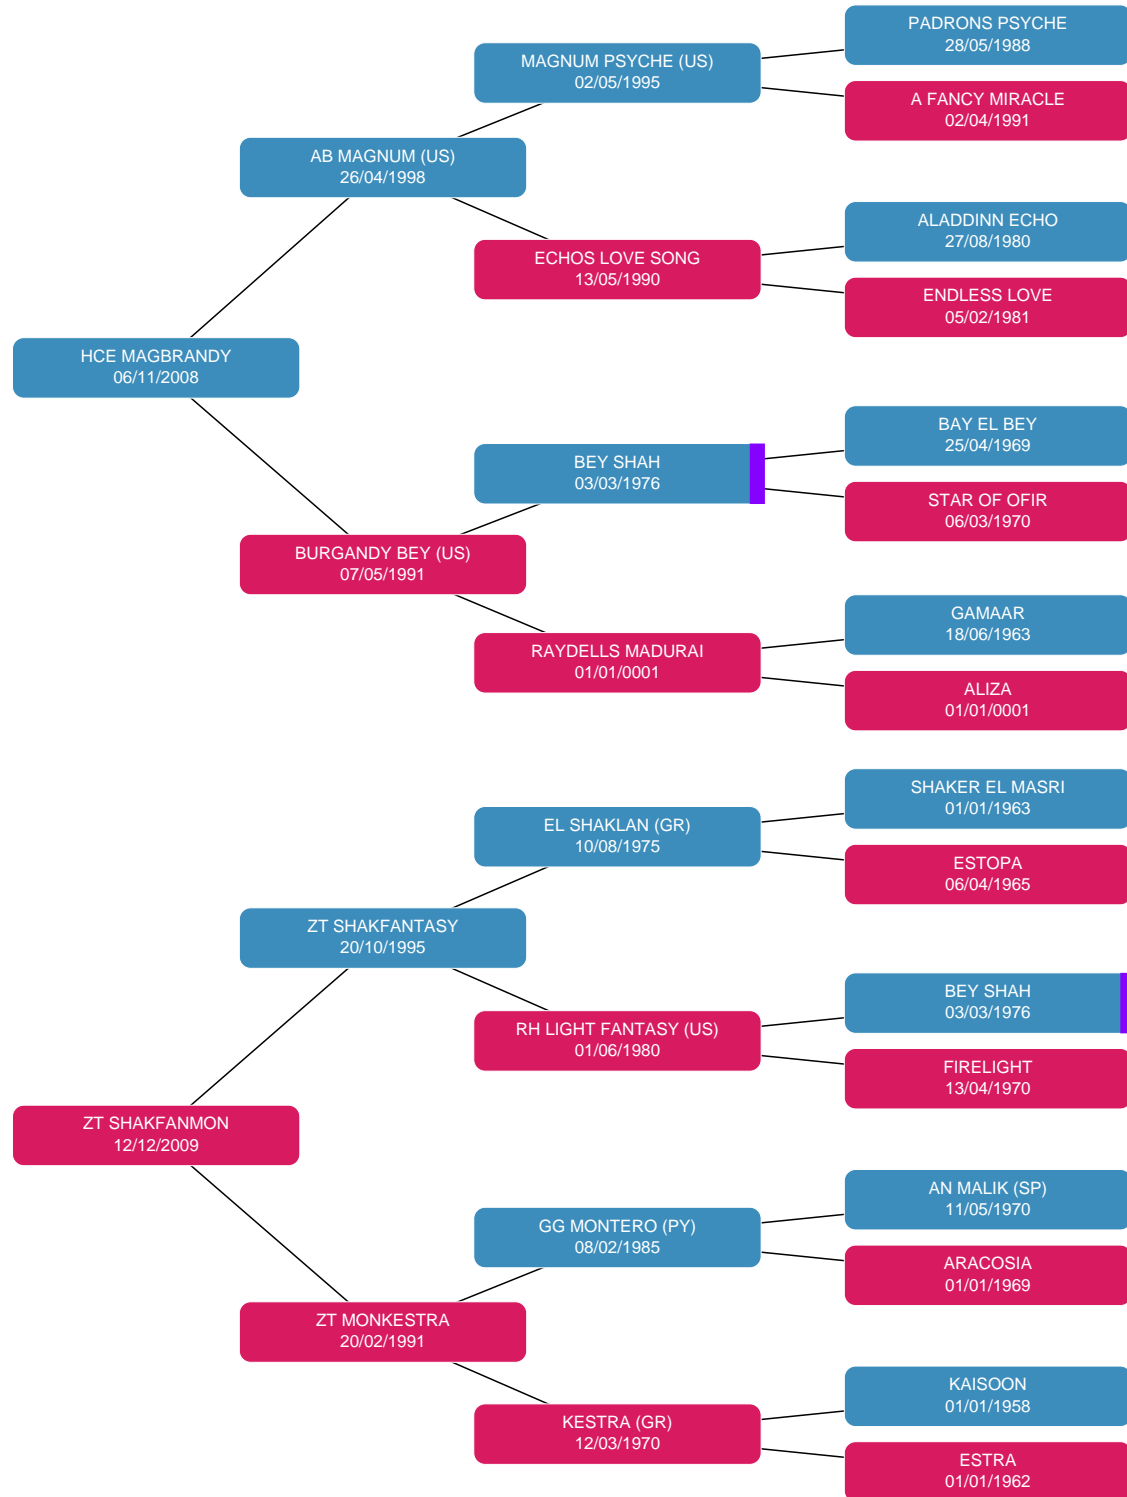 PADRONS PSYCHE
28/05/1988
MAGNUM PSYCHE (US)
02/05/1995
A FANCY MIRACLE
02/04/1991
AB MAGNUM (US)
26/04/1998
ALADDINN ECHO
27/08/1980
ECHOS LOVE SONG
13/05/1990
ENDLESS LOVE
05/02/1981
HCE MAGBRANDY
06/11/2008
BAY EL BEY
25/04/1969
BEY SHAH
03/03/1976
STAR OF OFIR
06/03/1970
BURGANDY BEY (US)
07/05/1991
GAMAAR
18/06/1963
RAYDELLS MADURAI
01/01/0001
ALIZA
01/01/0001
SHAKER EL MASRI
01/01/1963
EL SHAKLAN (GR)
10/08/1975
ESTOPA
06/04/1965
ZT SHAKFANTASY
20/10/1995
BEY SHAH
03/03/1976
RH LIGHT FANTASY (US)
01/06/1980
FIRELIGHT
13/04/1970
ZT SHAKFANMON
12/12/2009
AN MALIK (SP)
11/05/1970
GG MONTERO (PY)
08/02/1985
ARACOSIA
01/01/1969
ZT MONKESTRA
20/02/1991
KAISOON
01/01/1958
KESTRA (GR)
12/03/1970
ESTRA
01/01/1962